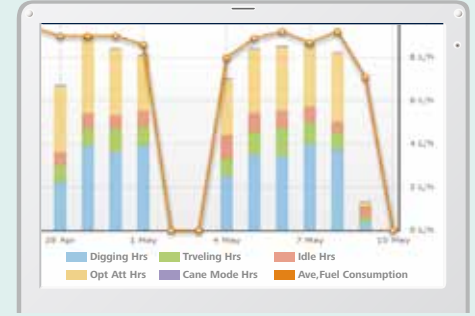 8 L/h
6 L/h
4 L/h
2 L/h
0 L/h
28 Apr 1 May 4 May 7 May 10 May
Digging Hrs Trveling Hrs Idle Hrs
Opt Att Hrs Cane Mode Hrs Ave,Fuel Consumption